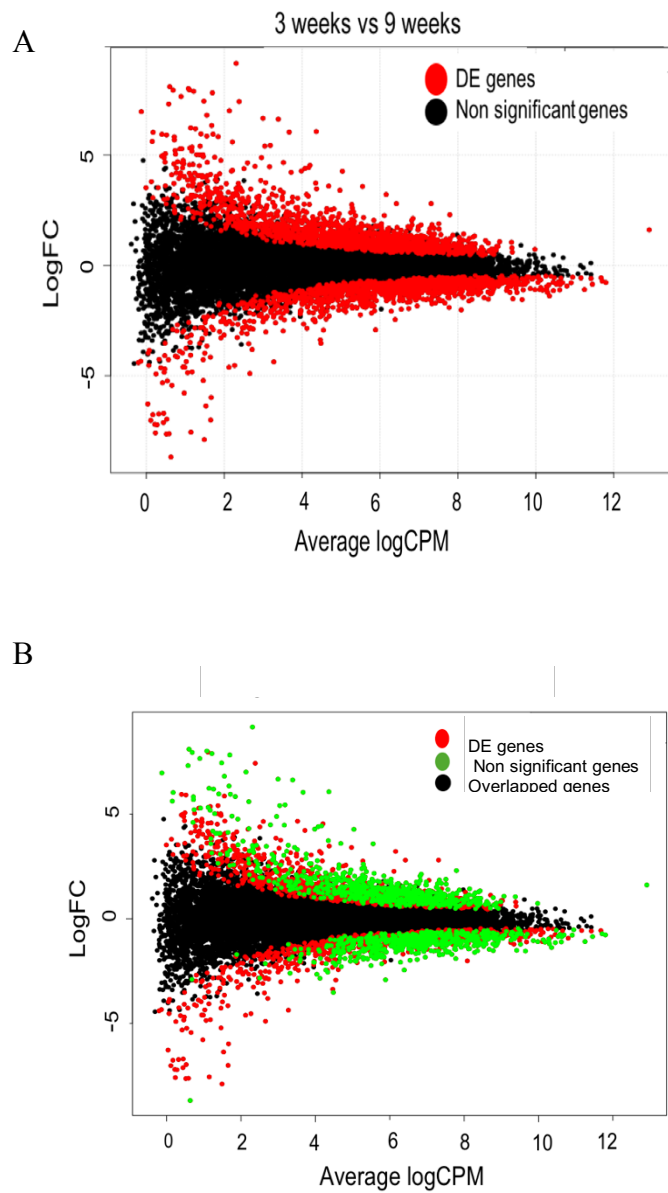 A
3 weeks vs 9 weeks
DE genes
Non significant genes
LogFC
5
0
-5
0 2 4 6 8 10 12
Average logCPM
B
DE genes
Non significant genes
Overlapped genes
LogFC
5
0
-5
0 2 4 6 8 10 12
Average logCPM